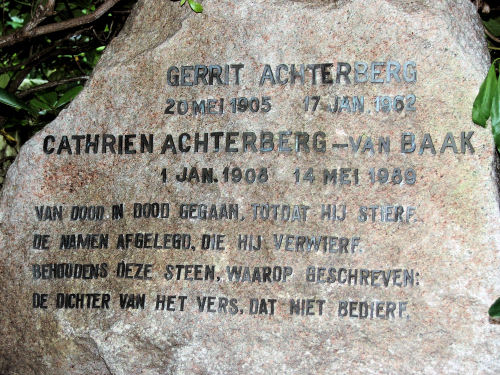 GERRIT ACHTERBERG
20 MEI 1905 17 JAN. 1962
CATHRIEN ACHTERBERG – VAN BAAK
1 JAN. 1908 14 MEI 1989
VAN DOOD IN DOOD GEGAAN, TOTDAT HIJ STIERF.
DE NAMEN AFGELEGD, DIE HIJ VERWIERF.
BEHOUDENS DEZE STEEN, WAAROP GESCHREVEN:
DE DICHTER VAN HET VERS, DAT NIET BEDIERF.